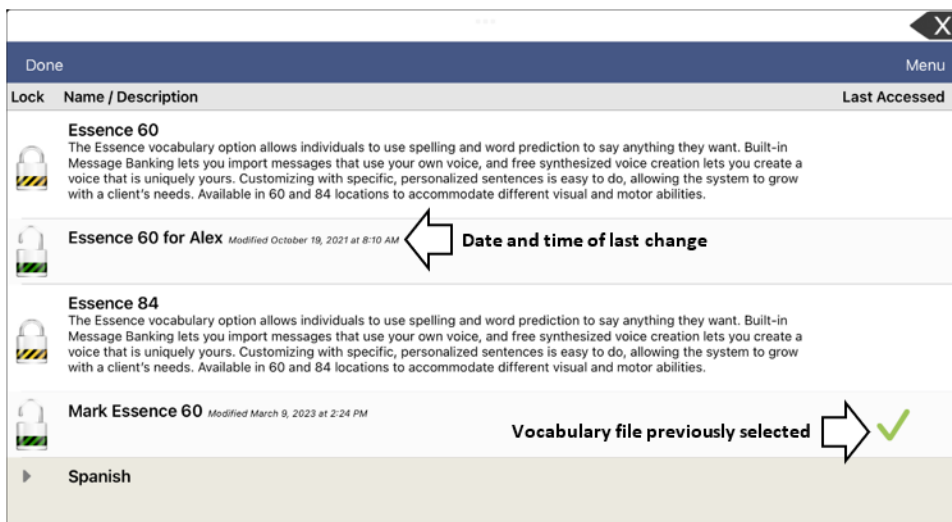 X
Done Menu
Lock Name / Description Last Accessed
Essence 60
The Essence vocabulary option allows individuals to use spelling and word prediction to say anything they want. Built-in
Message Banking lets you import messages that use your own voice, and free synthesized voice creation lets you create a
voice that is uniquely yours. Customizing with specific, personalized sentences is easy to do, allowing the system to grow
with a client's needs. Available in 60 and 84 locations to accommodate different visual and motor abilities.
Essence 60 for Alex Modified October 19, 2021 at 8:10 AM Date and time of last change
Essence 84
The Essence vocabulary option allows individuals to use spelling and word prediction to say anything they want. Built-in
Message Banking lets you import messages that use your own voice, and free synthesized voice creation lets you create a
voice that is uniquely yours. Customizing with specific, personalized sentences is easy to do, allowing the system to grow
with a client's needs. Available in 60 and 84 locations to accommodate different visual and motor abilities.
Mark Essence 60 Modified March 9, 2023 at 2:24 PM
Vocabulary file previously selected
Spanish